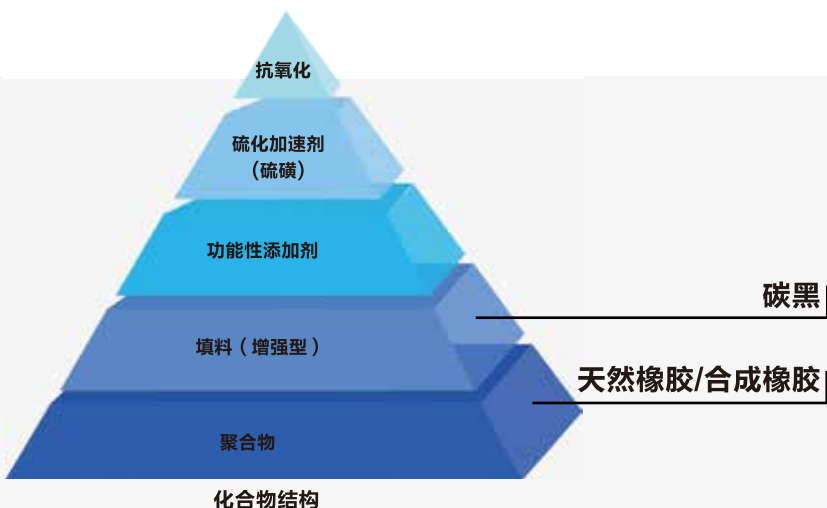 抗氧化
硫化加速剂
（硫磺）
功能性添加剂
填料（增强型）
聚合物
碳黑
天然橡胶/合成橡胶
化合物结构